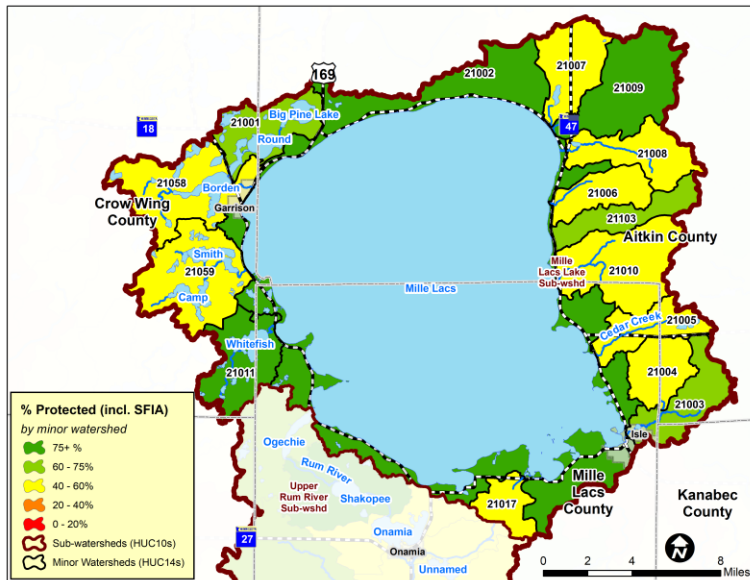 169
21002
21007
21009
Big Pine Lake
21001
18
47
Round
21008
21058
Borden
21006
Crow Wing
County
Garrison
21103
Aitkin County
Smith
21059
Mille
Lacs Lake
Sub-wshd
21010
Mille Lacs
Camp
21005
Cedar Creek
Whitefish
21011
21004
21003
% Protected (incl. SFIA)
by minor watershed
75+ %
60 - 75%
40 - 60%
20 - 40%
0 - 20%
Sub-watersheds (HUC10s)
Minor Watersheds (HUC14s)
Isle
Ogechie
Rum River
Upper
Rum River
Sub-wshd
Shakopee
Mille
Lacs
County
Kanabec
County
21017
27
Onamia
Onamia
Unnamed
N
0 2 4 8
Miles